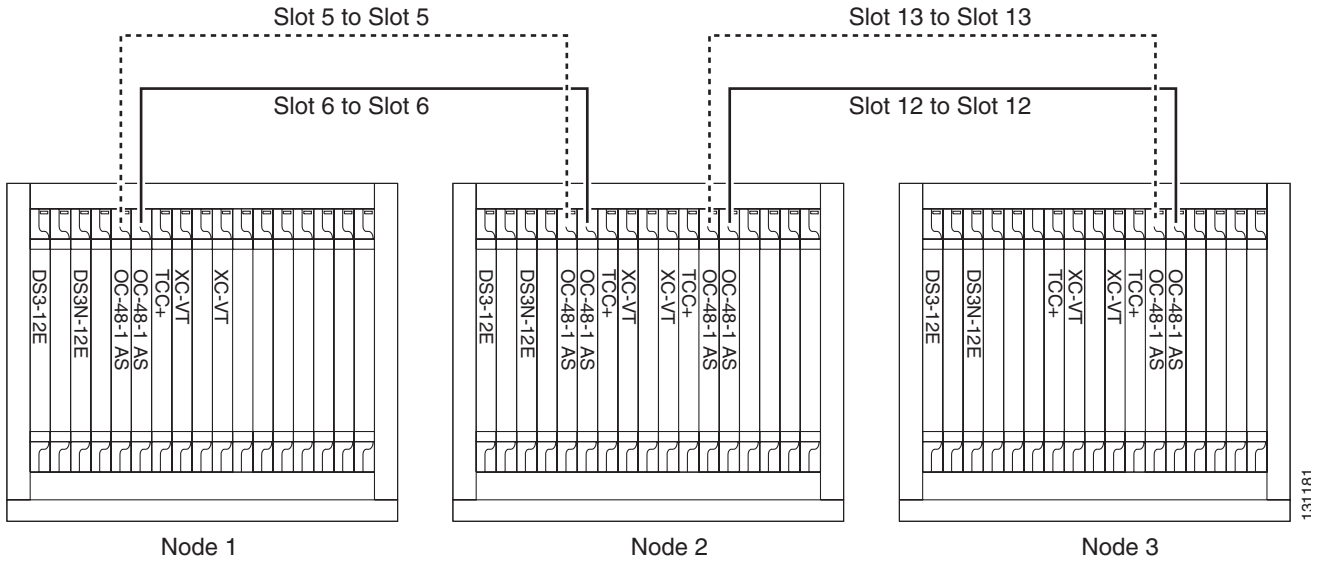 Slot 5 to Slot 5
Slot 13 to Slot 13
Slot 6 to Slot 6
Slot 12 to Slot 12
DS3-12E
DS3N-12E
OC-48-1 AS
OC-48-1 AS
TCC+
XC-VT
XC-VT
DS3-12E
DS3N-12E
OC-48-1 AS
OC-48-1 AS
TCC+
XC-VT
XC-VT
TCC+
OC-48-1 AS
OC-48-1 AS
DS3-12E
DS3N-12E
TCC+
XC-VT
XC-VT
TCC+
OC-48-1 AS
OC-48-1 AS
131181
Node 1
Node 2
Node 3